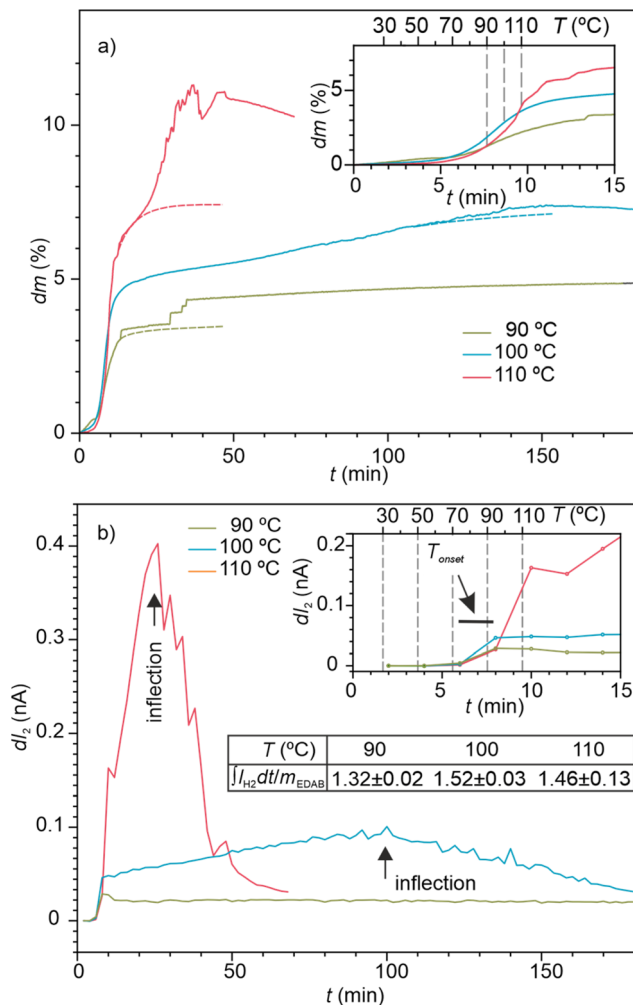 a)
30 50 70 90 110 T (ºC)
5
0
dm (%)
0 5 10 15
t (min)
10
5
0
dm (%)
90 ºC
100 ºC
110 ºC
0 50 100 150
t (min)
b)
90 ºC
100 ºC
110 ºC
30 50 70 90 110 T (ºC)
0.2
0.1
0
dI2 (nA)
Tonset
0 5 10 15
t (min)
0.4
0.3
0.2
0.1
0
dI2 (nA)
inflection
T (ºC) 90 100 110
∫IH2dt/mEDAB 1.32±0.02 1.52±0.03 1.46±0.13
inflection
0 50 100 150
t (min)